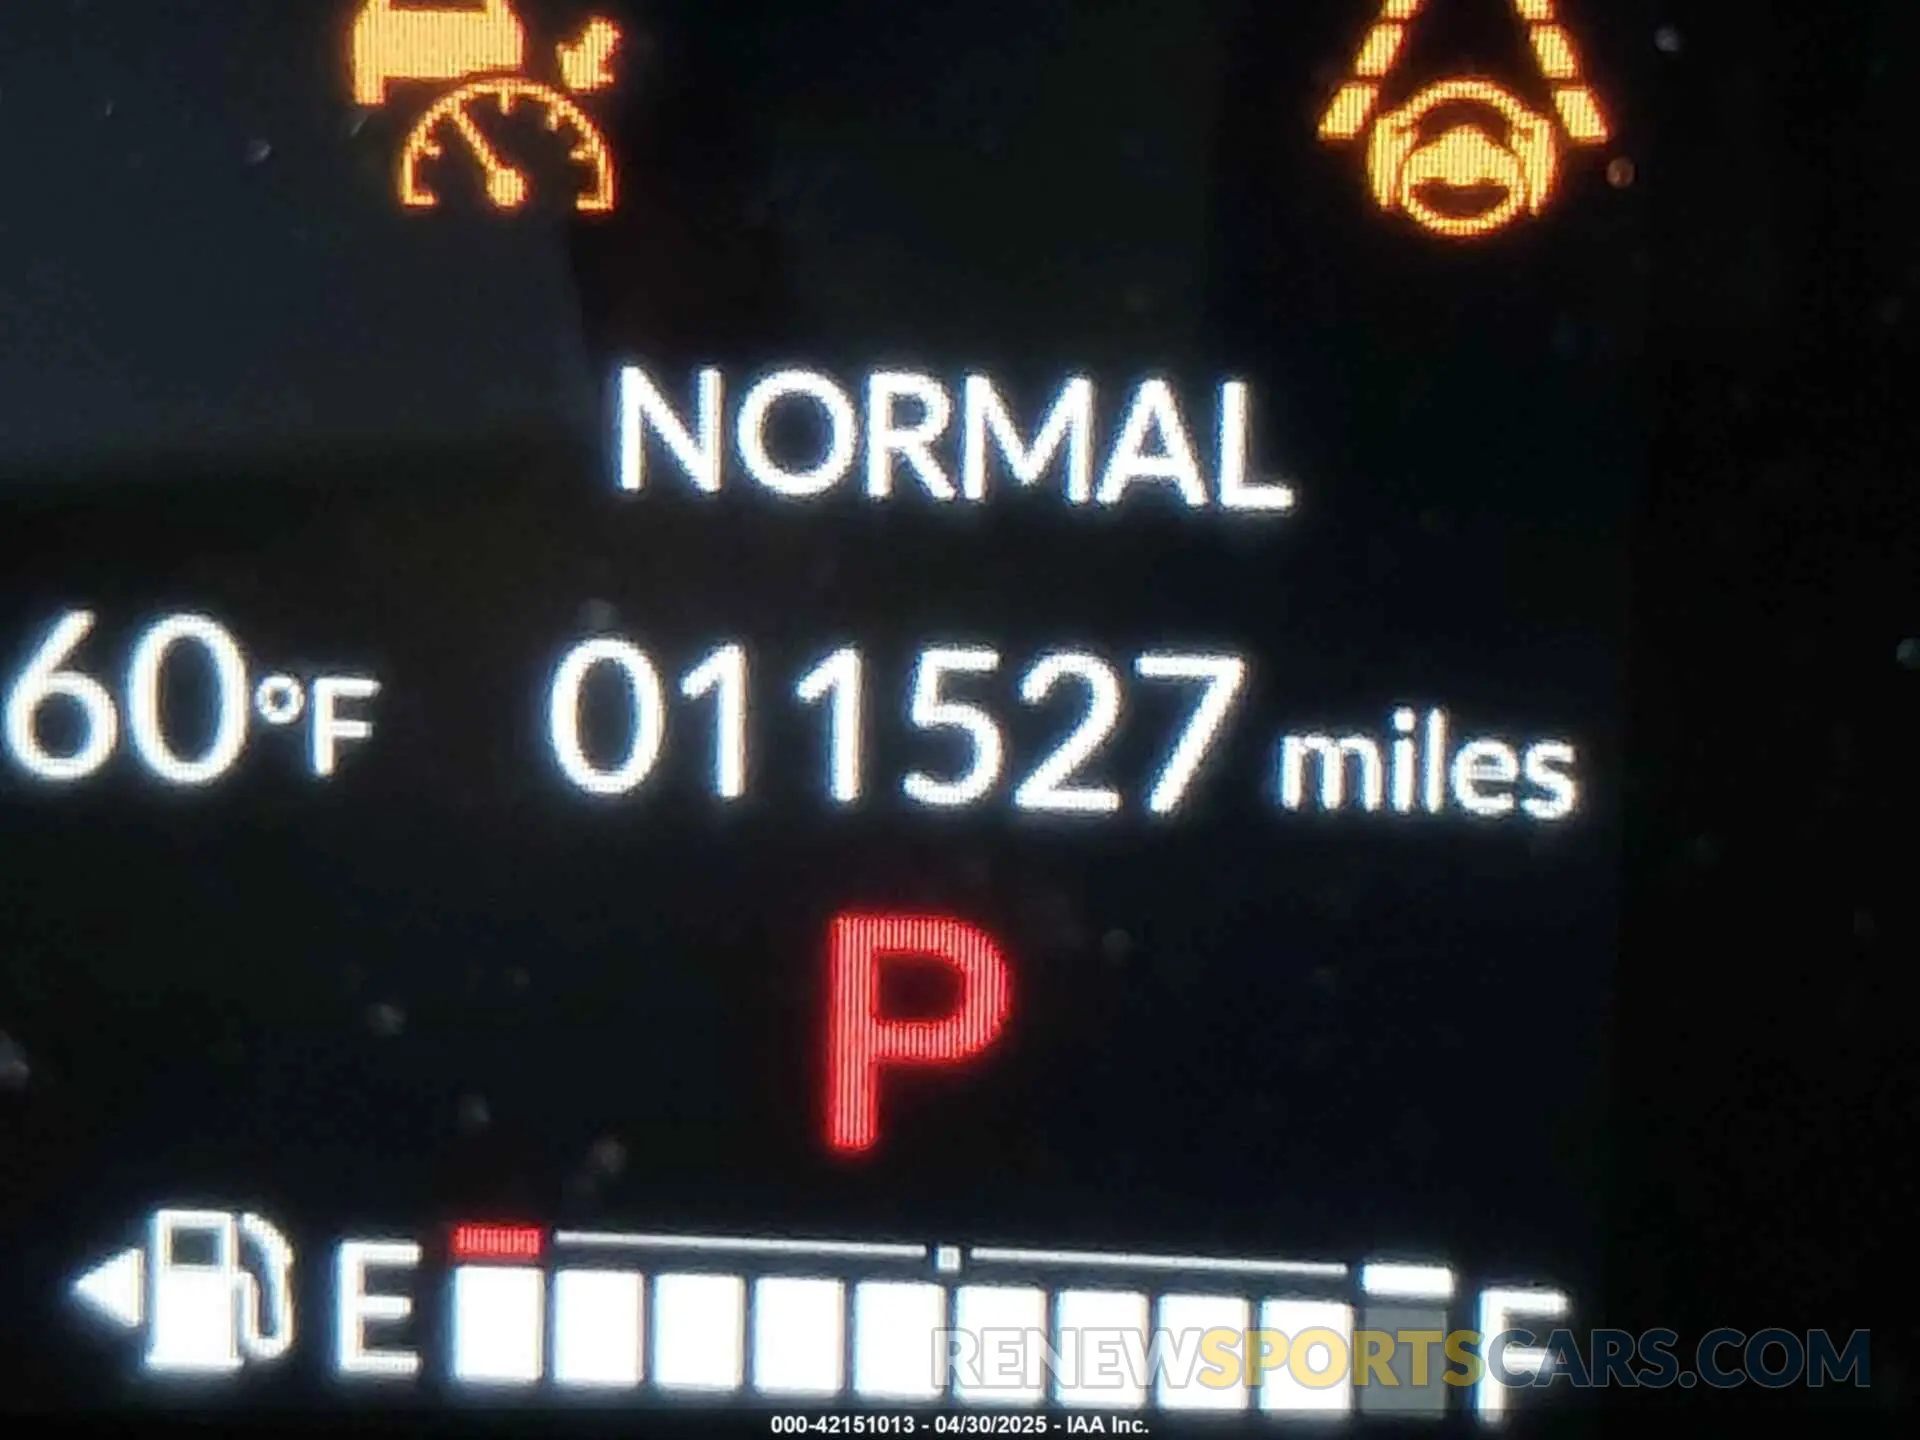 NORMAL
60°F 011527 miles
P
E F
RENEWSPORTSCARS.COM
000-42151013 - 04/30/2025 - IAA Inc.